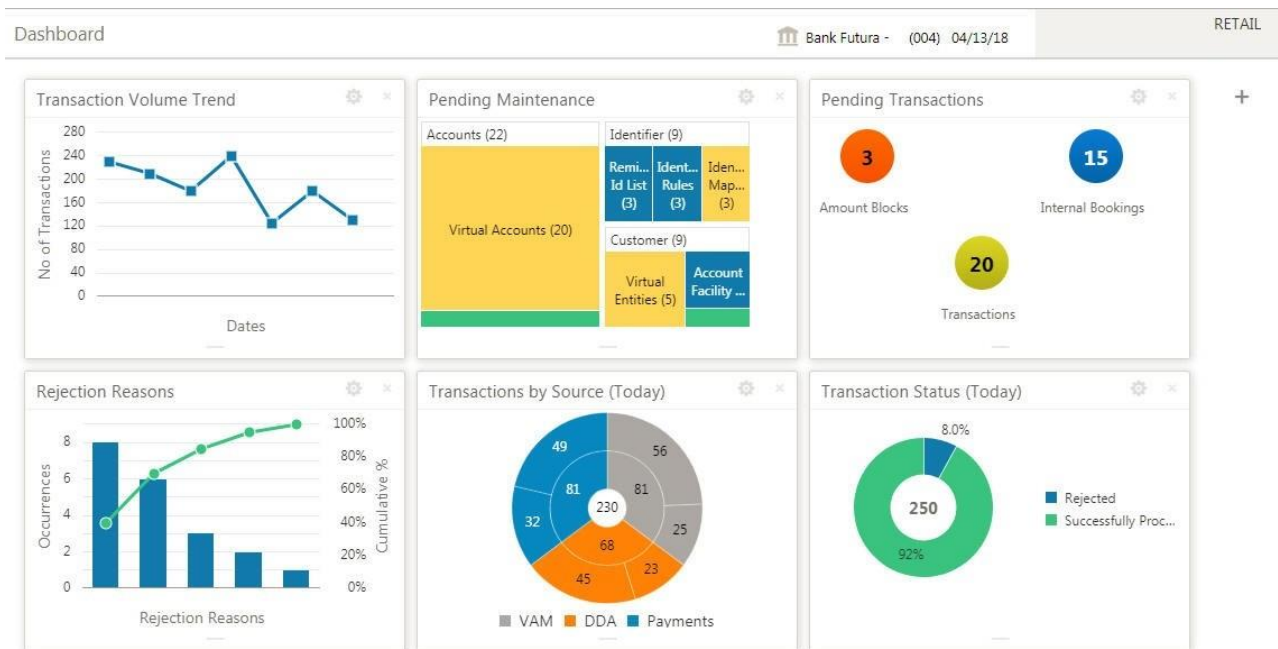 Dashboard
Bank Futura - (004) 04/13/18
RETAIL
Transaction Volume Trend
280
240
200
160
120
80
40
0
No of Transactions
Dates
Pending Maintenance
Accounts (22)
Virtual Accounts (20)
Identifier (9)
Remi...
Id List
(3)
Ident...
Rules
(3)
Iden...
Map...
(3)
Customer (9)
Virtual
Entities (5)
Account
Facility ...
Pending Transactions
3
Amount Blocks
15
Internal Bookings
20
Transactions
+
Rejection Reasons
8
6
4
2
0
Occurrences
100%
80%
60%
40%
20%
0%
Cumulative %
Rejection Reasons
Transactions by Source (Today)
49
56
81
81
230
32
25
68
45
23
VAM DDA Payments
Transaction Status (Today)
8.0%
250
92%
Rejected
Successfully Proc...